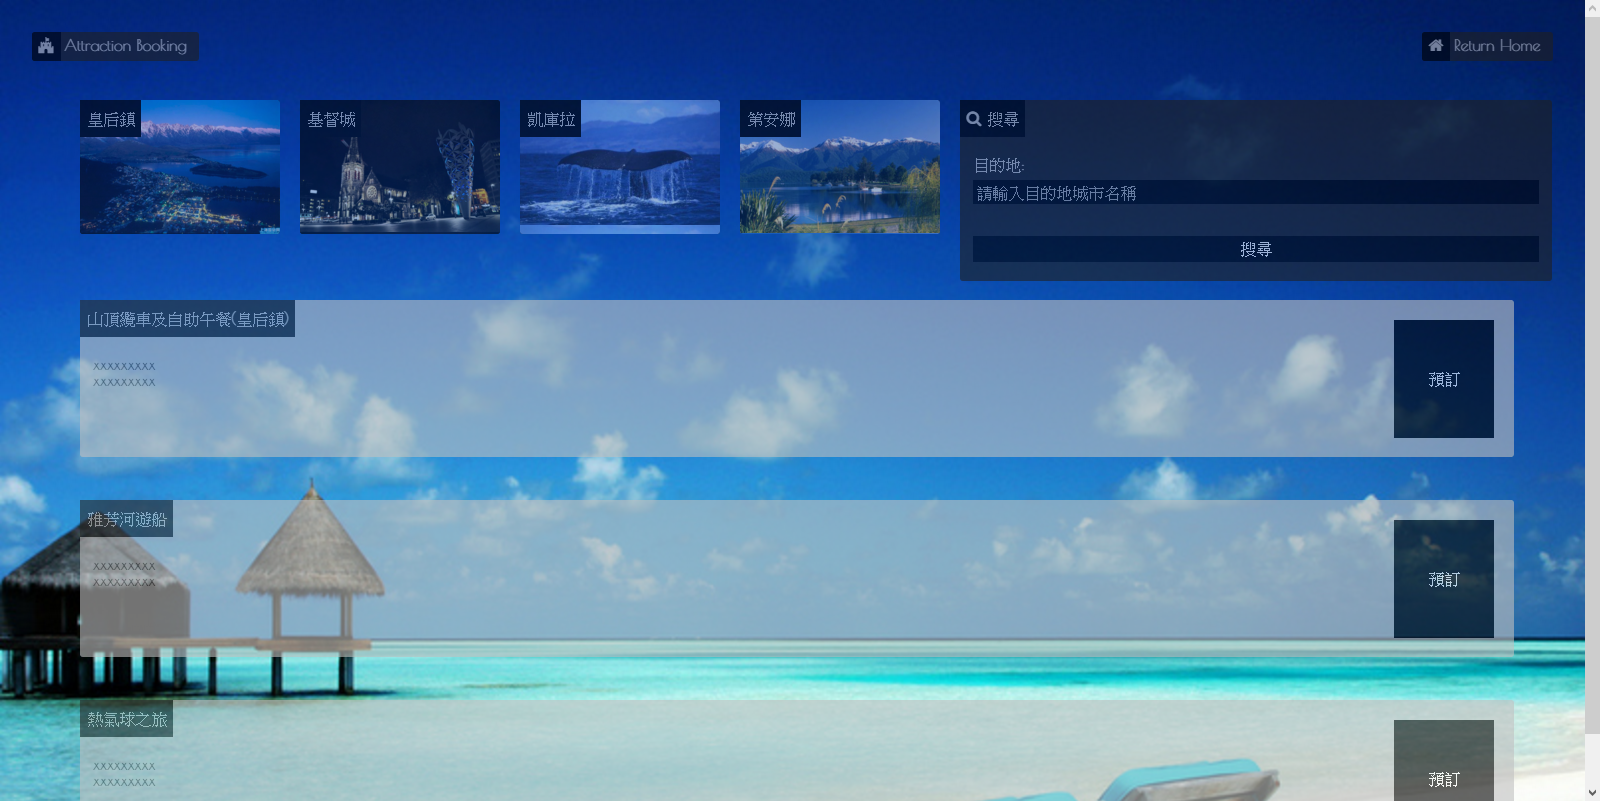 Attraction Booking
Return Home
皇后鎮
基督城
凱庫拉
第安娜
搜尋
目的地:
請輸入目的地城市名稱
搜尋
山頂纜車及自助午餐(皇后鎮)
xxxxxxxxx
xxxxxxxxx
預訂
雅芳河遊船
xxxxxxxxx
xxxxxxxxx
預訂
熱氣球之旅
xxxxxxxxx
xxxxxxxxx
預訂